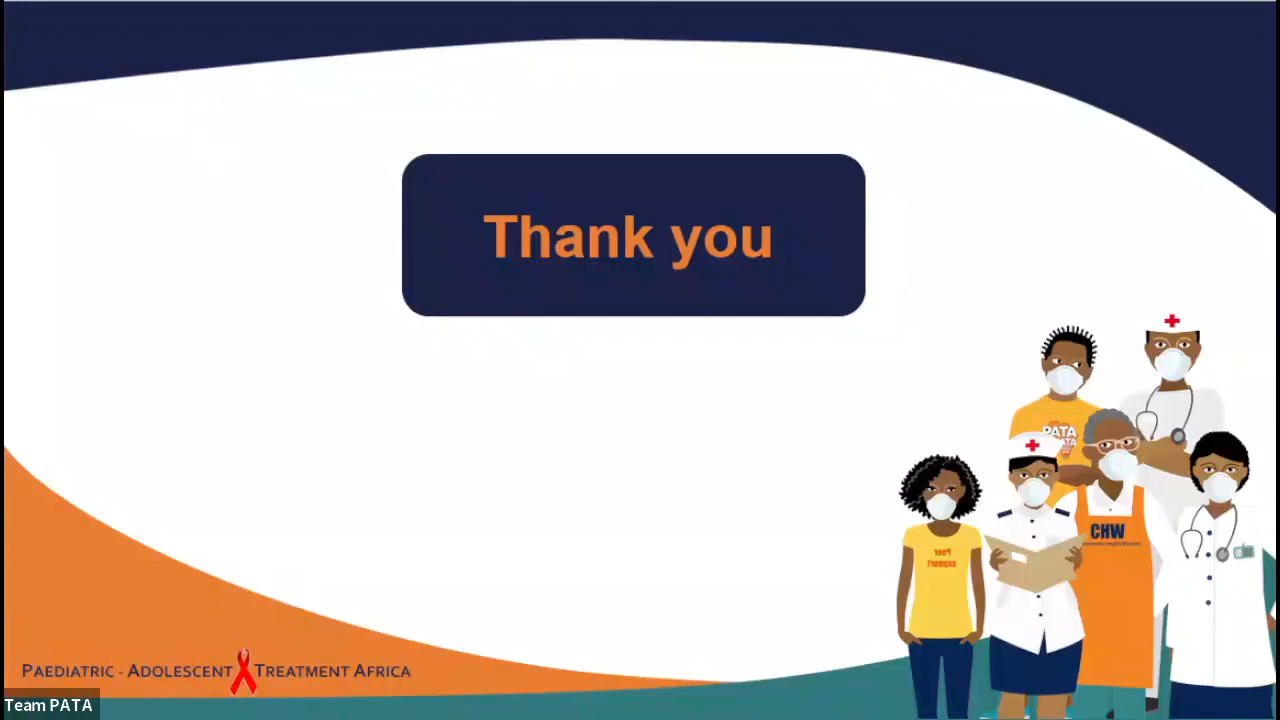 Thank you
PATA
CHW
PAEDIATRIC - ADOLESCENT TREATMENT AFRICA
Team PATA